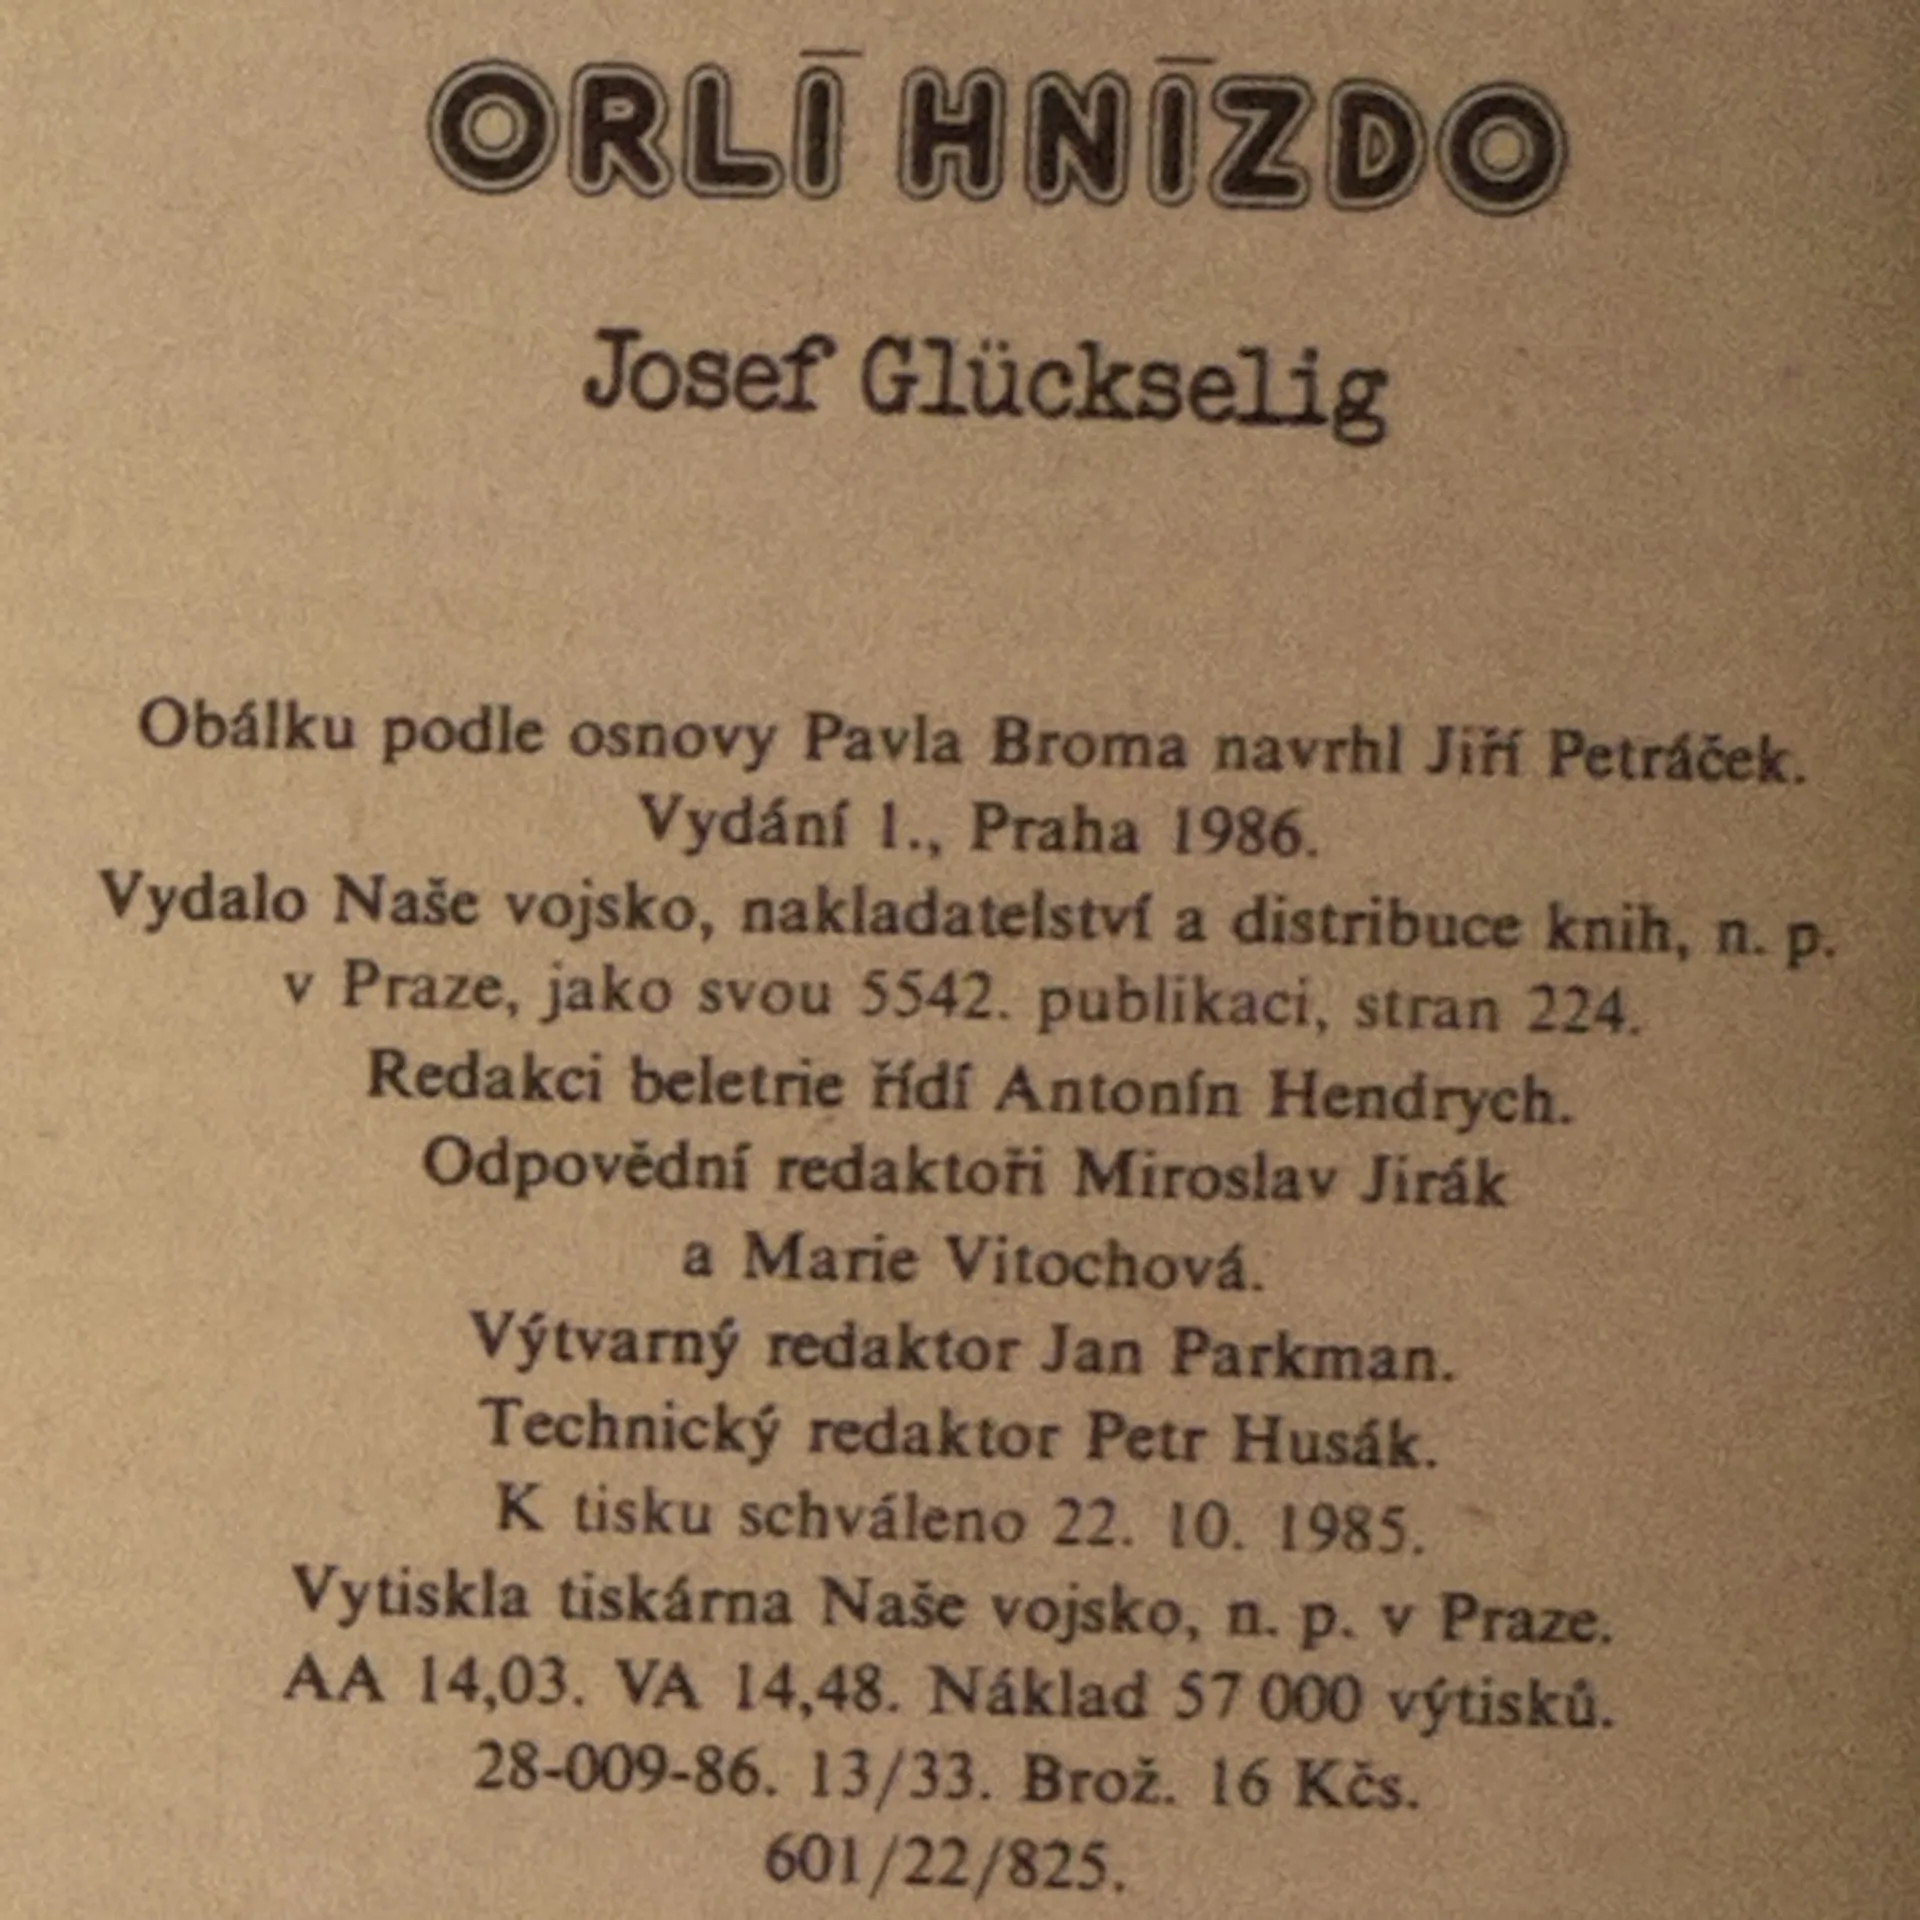 ORLÍ HNÍZDO
Josef Glückselig
Obálku podle osnovy Pavla Broma navrhl Jiří Petráček.
Vydání 1., Praha 1986.
Vydalo Naše vojsko, nakladatelství a distribuce knih, n. p.
v Praze, jako svou 5542. publikaci, stran 224.
Redakci beletrie řídí Antonín Hendrych.
Odpovědní redaktoři Miroslav Jirák
a Marie Vitochová.
Výtvarný redaktor Jan Parkman.
Technický redaktor Petr Husák.
K tisku schváleno 22. 10. 1985.
Vytiskla tiskárna Naše vojsko, n. p. v Praze.
AA 14,03. VA 14,48. Náklad 57 000 výtisků.
28-009-86. 13/33. Brož. 16 Kčs.
601/22/825.